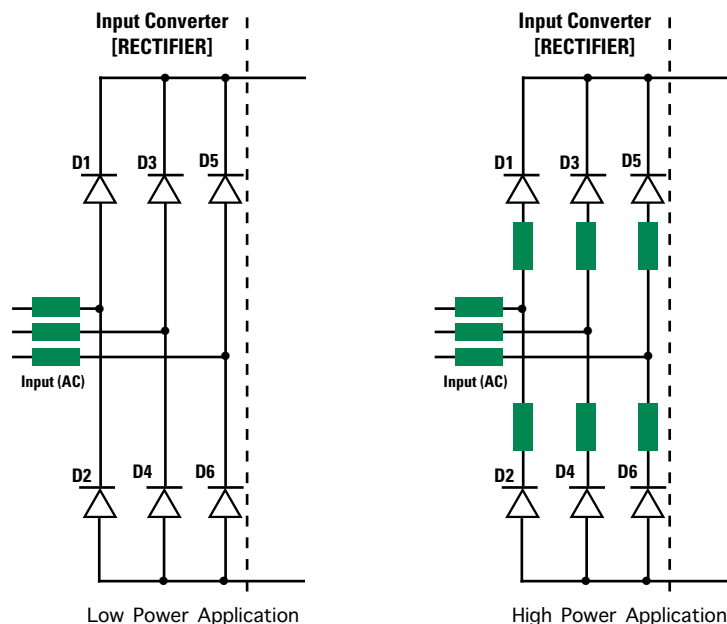 Input Converter
[RECTIFIER]
D1
D3
D5
Input (AC)
D2
D4
D6
Low Power Application
Input Converter
[RECTIFIER]
D1
D3
D5
Input (AC)
D2
D4
D6
High Power Application